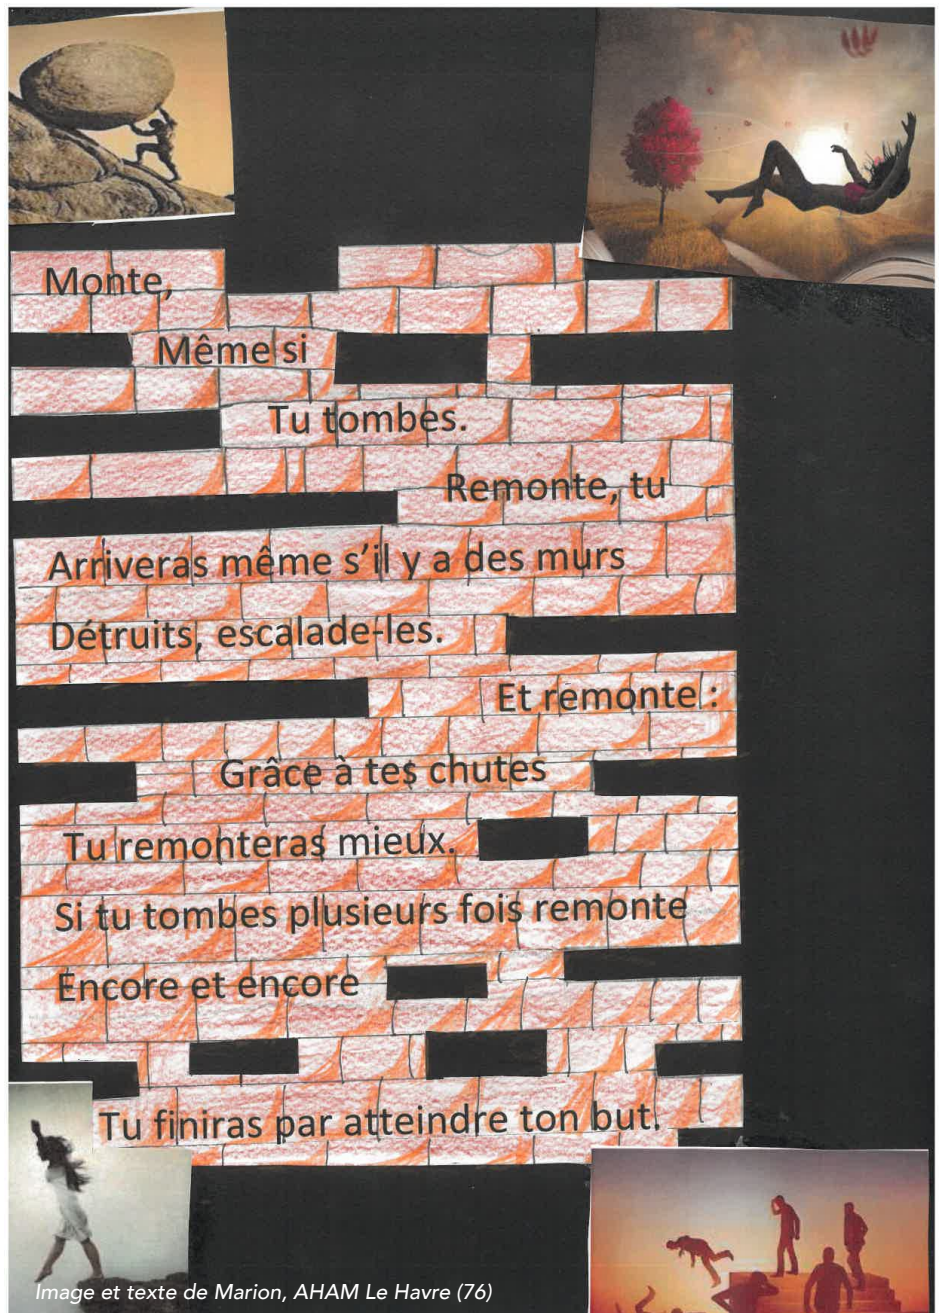 Monte,
Même si
Tu tombes.
Remonte, tu
Arriveras même s'il y a des murs
Détruits, escalade-les.
Et remonte :
Grâce à tes chutes
Tu remonteras mieux.
Si tu tombes plusieurs fois remonte
Encore et encore
Tu finiras par atteindre ton but.
Image et texte de Marion, AHAM Le Havre (76)